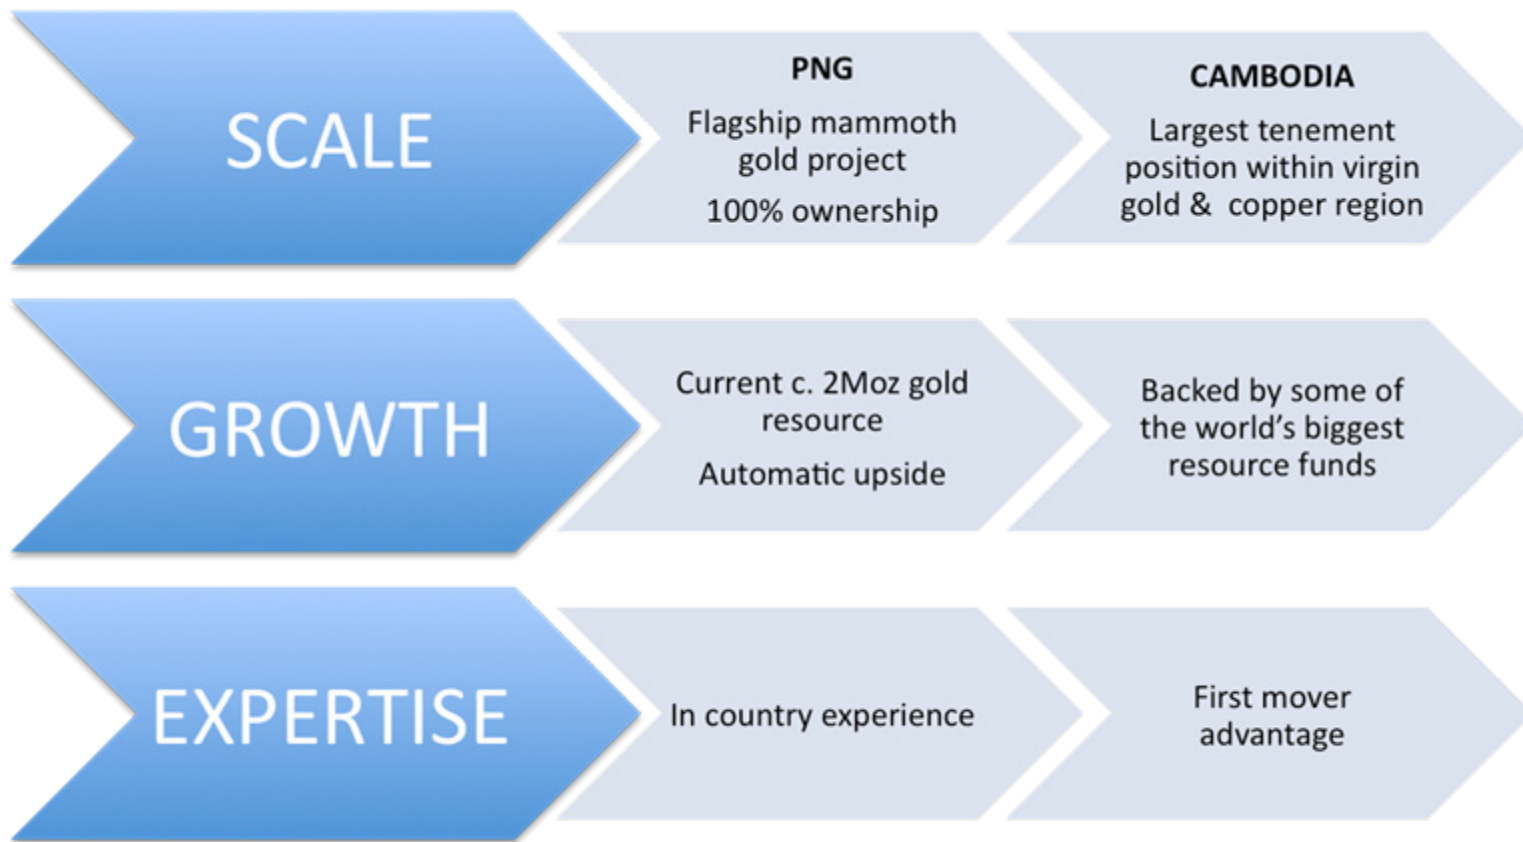 SCALE
PNG
Flagship mammoth
gold project
100% ownership
CAMBODIA
Largest tenement
position within virgin
gold & copper region
GROWTH
Current c. 2Moz gold
resource
Automatic upside
Backed by some of
the world’s biggest
resource funds
EXPERTISE
In country experience
First mover
advantage